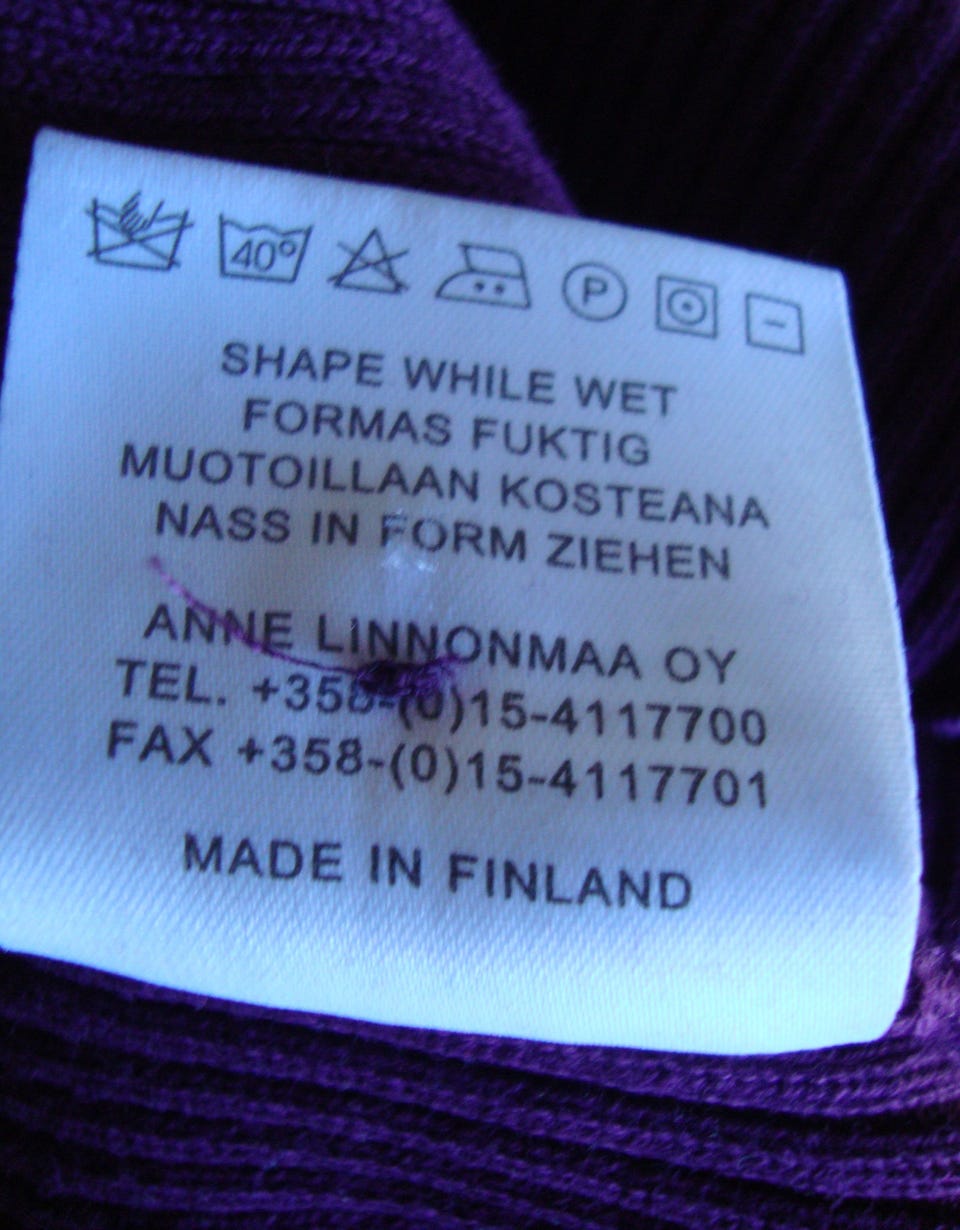 40°
P
SHAPE WHILE WET
FORMAS FUKTIG
MUOTOILLAAN KOSTEANA
NASS IN FORM ZIEHEN
ANNE LINNONMAA OY
TEL. +358-(0)15-4117700
FAX +358-(0)15-4117701
MADE IN FINLAND